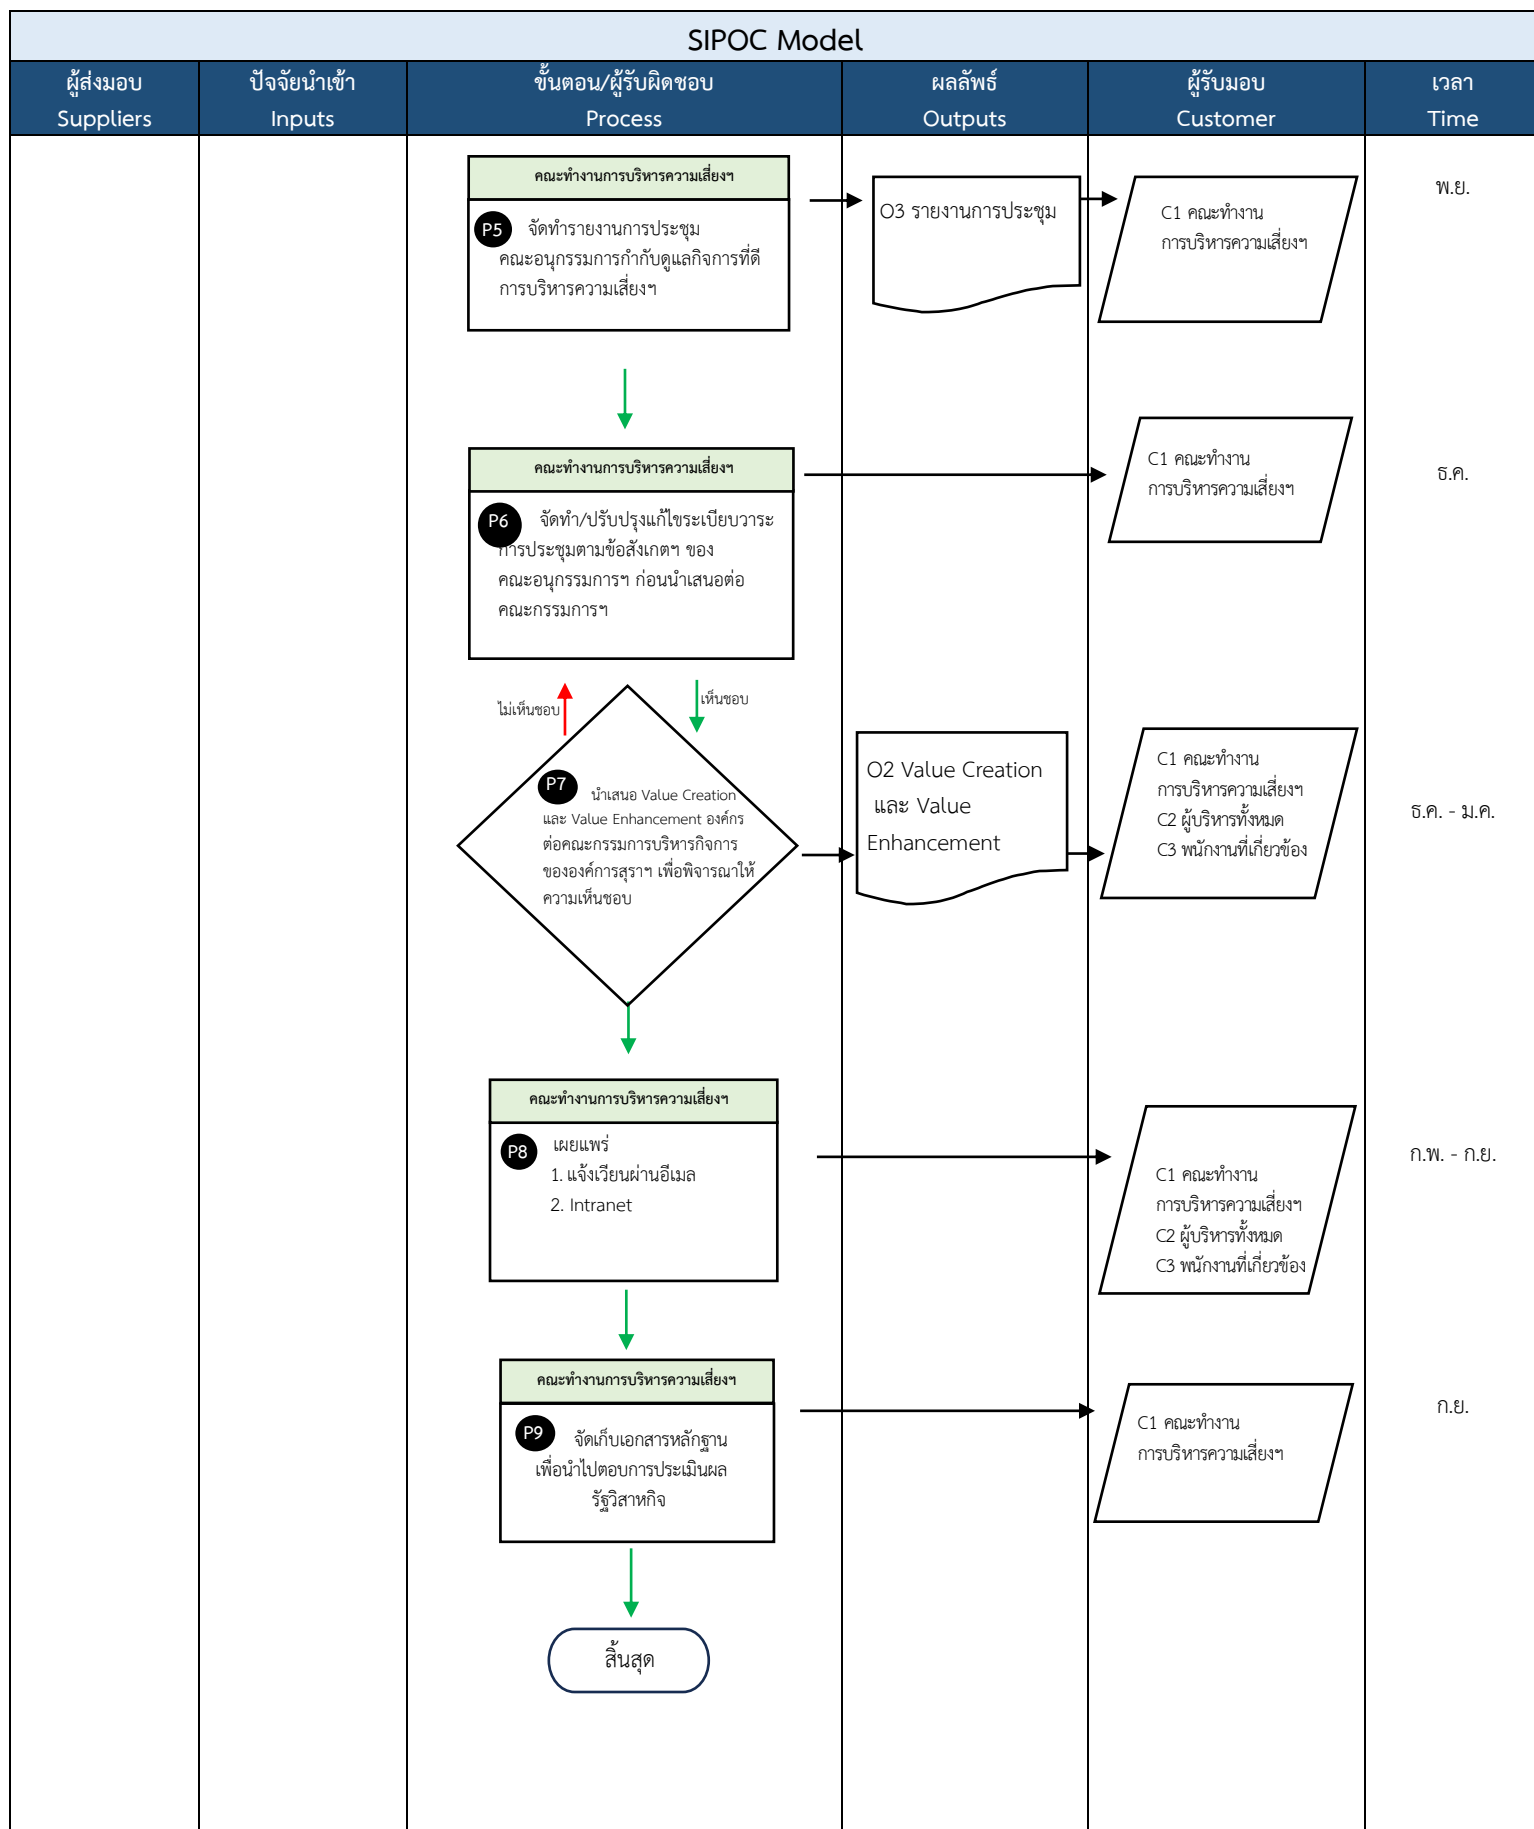 SIPOC Model
ผู้ส่งมอบ
Suppliers
ปัจจัยนำเข้า
Inputs
ขั้นตอน/ผู้รับผิดชอบ
Process
ผลลัพธ์
Outputs
ผู้รับมอบ
Customer
เวลา
Time
คณะทำงานการบริหารความเสี่ยงฯ
P5 จัดทำรายงานการประชุม
คณะอนุกรรมการกำกับดูแลกิจการที่ดี
การบริหารความเสี่ยงฯ
O3 รายงานการประชุม
C1 คณะทำงาน
การบริหารความเสี่ยงฯ
พ.ย.
คณะทำงานการบริหารความเสี่ยงฯ
P6 จัดทำ/ปรับปรุงแก้ไขระเบียบวาระ
การประชุมตามข้อสังเกตฯ ของ
คณะอนุกรรมการฯ ก่อนนำเสนอต่อ
คณะกรรมการฯ
C1 คณะทำงาน
การบริหารความเสี่ยงฯ
ธ.ค.
ไม่เห็นชอบ
เห็นชอบ
P7 นำเสนอ Value Creation
และ Value Enhancement องค์กร
ต่อคณะกรรมการบริหารกิจการ
ขององค์การสุราฯ เพื่อพิจารณาให้
ความเห็นชอบ
O2 Value Creation
และ Value
Enhancement
C1 คณะทำงาน
การบริหารความเสี่ยงฯ
C2 ผู้บริหารทั้งหมด
C3 พนักงานที่เกี่ยวข้อง
ธ.ค. - ม.ค.
คณะทำงานการบริหารความเสี่ยงฯ
P8 เผยแพร่
1. แจ้งเวียนผ่านอีเมล
2. Intranet
C1 คณะทำงาน
การบริหารความเสี่ยงฯ
C2 ผู้บริหารทั้งหมด
C3 พนักงานที่เกี่ยวข้อง
ก.พ. - ก.ย.
คณะทำงานการบริหารความเสี่ยงฯ
P9 จัดเก็บเอกสารหลักฐาน
เพื่อนำไปตอบการประเมินผล
รัฐวิสาหกิจ
C1 คณะทำงาน
การบริหารความเสี่ยงฯ
ก.ย.
สิ้นสุด